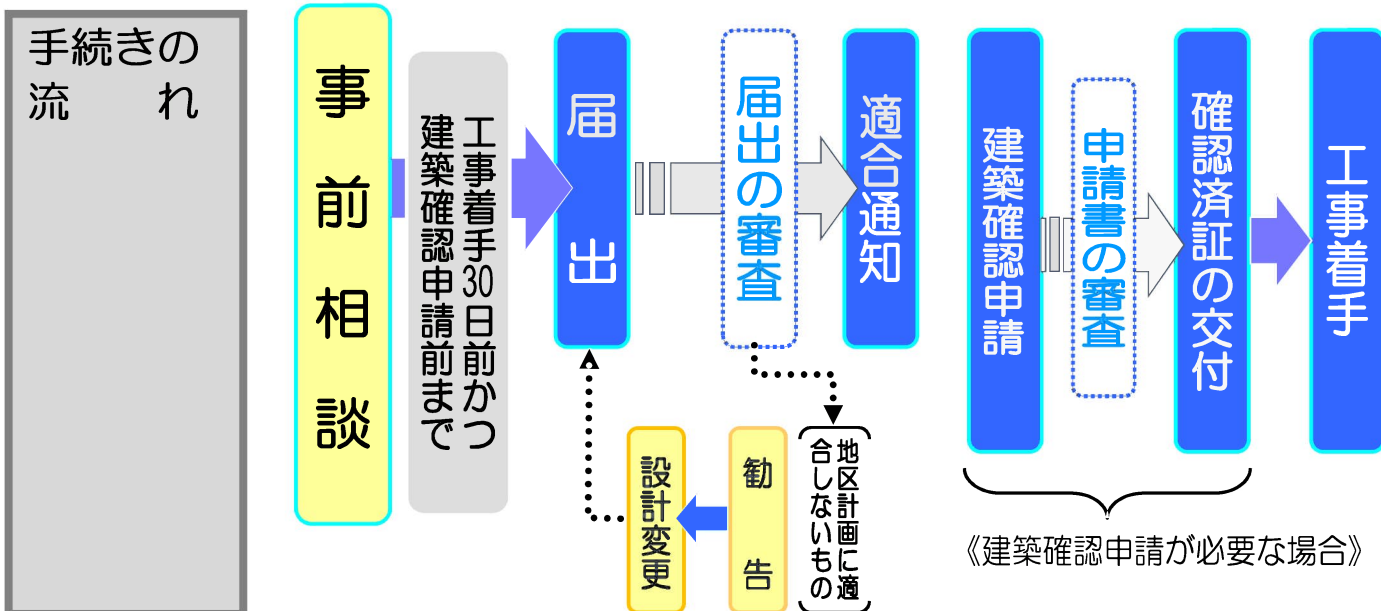 手続きの
流れ
事前相談
工事着手30日前かつ
建築確認申請前まで
届出
届出の審査
適合通知
建築確認申請
申請書の審査
確認済証の交付
工事着手
地区計画に適
合しないもの
勧告
設計変更
《建築確認申請が必要な場合》